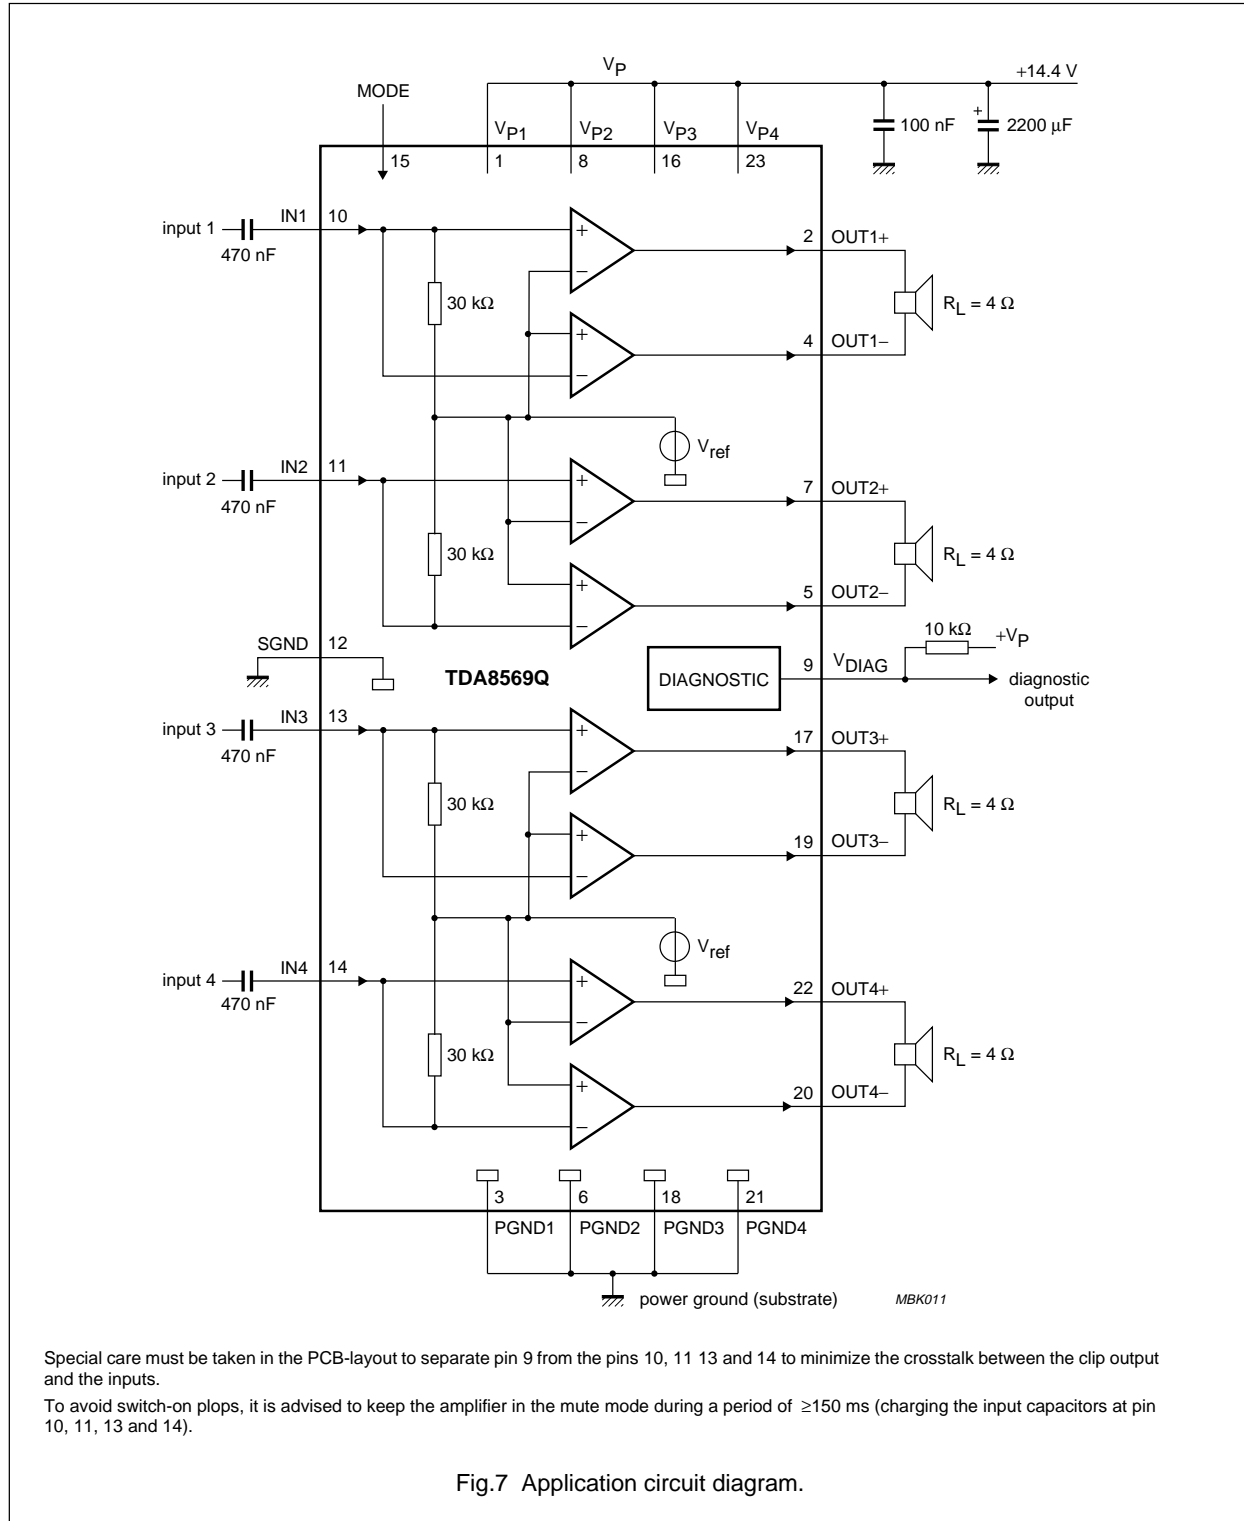 V_P
+14.4 V
MODE
V_P1 V_P2 V_P3 V_P4
100 nF
2200 μF
+
15 1 8 16 23
input 1
470 nF
IN1 10
30 kΩ
+
−
+
−
2 OUT1+
R_L = 4 Ω
4 OUT1−
V_ref
input 2
470 nF
IN2 11
30 kΩ
+
−
+
−
7 OUT2+
R_L = 4 Ω
5 OUT2−
SGND 12
TDA8569Q
DIAGNOSTIC
9 V_DIAG
10 kΩ
+V_P
diagnostic
output
input 3
470 nF
IN3 13
30 kΩ
+
−
+
−
17 OUT3+
R_L = 4 Ω
19 OUT3−
V_ref
input 4
470 nF
IN4 14
30 kΩ
+
−
+
−
22 OUT4+
R_L = 4 Ω
20 OUT4−
3 6 18 21
PGND1 PGND2 PGND3 PGND4
power ground (substrate)
MBK011
Special care must be taken in the PCB-layout to separate pin 9 from the pins 10, 11 13 and 14 to minimize the crosstalk between the clip output
and the inputs.
To avoid switch-on plops, it is advised to keep the amplifier in the mute mode during a period of ≥150 ms (charging the input capacitors at pin
10, 11, 13 and 14).
Fig.7 Application circuit diagram.